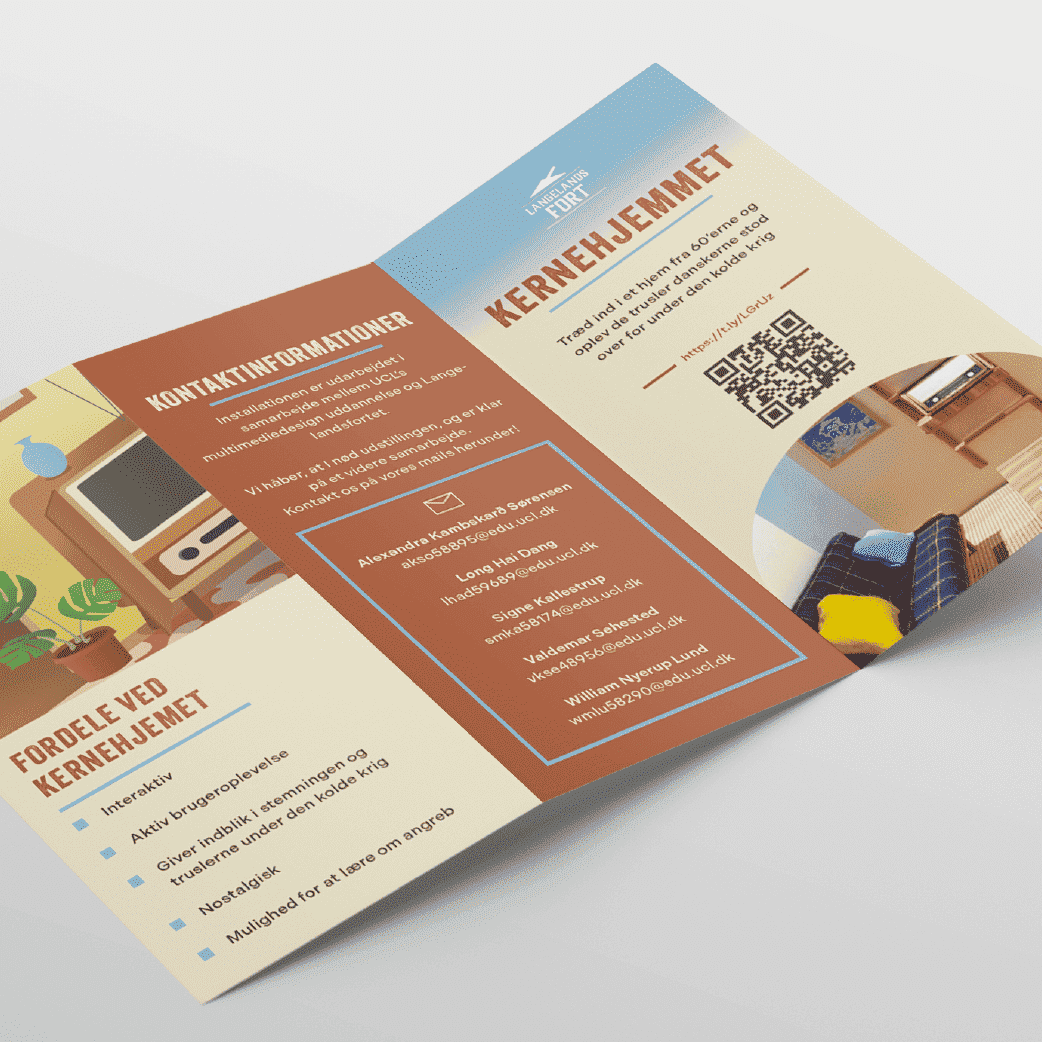 FORDELE VED
KERNEHJEMET
Interaktiv
Aktiv brugeroplevelse
Giver indblik i stemningen og
truslerne under den kolde krig
Nostalgisk
Mulighed for at lære om angreb
KONTAKTINFORMATIONER
Installationen er udarbejdet i
samarbejde mellem UCL's
multimediedesign uddannelse og Lange-
landsfortet.
Vi håber, at I nød udstillingen, og er klar
på et videre samarbejde.
Kontakt os på vores mails herunder!
Alexandra Kambskarð Sørensen
akso58895@edu.ucl.dk
Long Hai Dang
lhad59689@edu.ucl.dk
Signe Kallestrup
smka58174@edu.ucl.dk
Valdemar Sehested
vkse48956@edu.ucl.dk
William Nyerup Lund
wmlu58290@edu.ucl.dk
LANGELANDS
FORT
KERNEHJEMMET
Træd ind i et hjem fra 60'erne og
oplev de trusler danskerne stod
over for under den kolde krig
https://t.ly/LGrUz